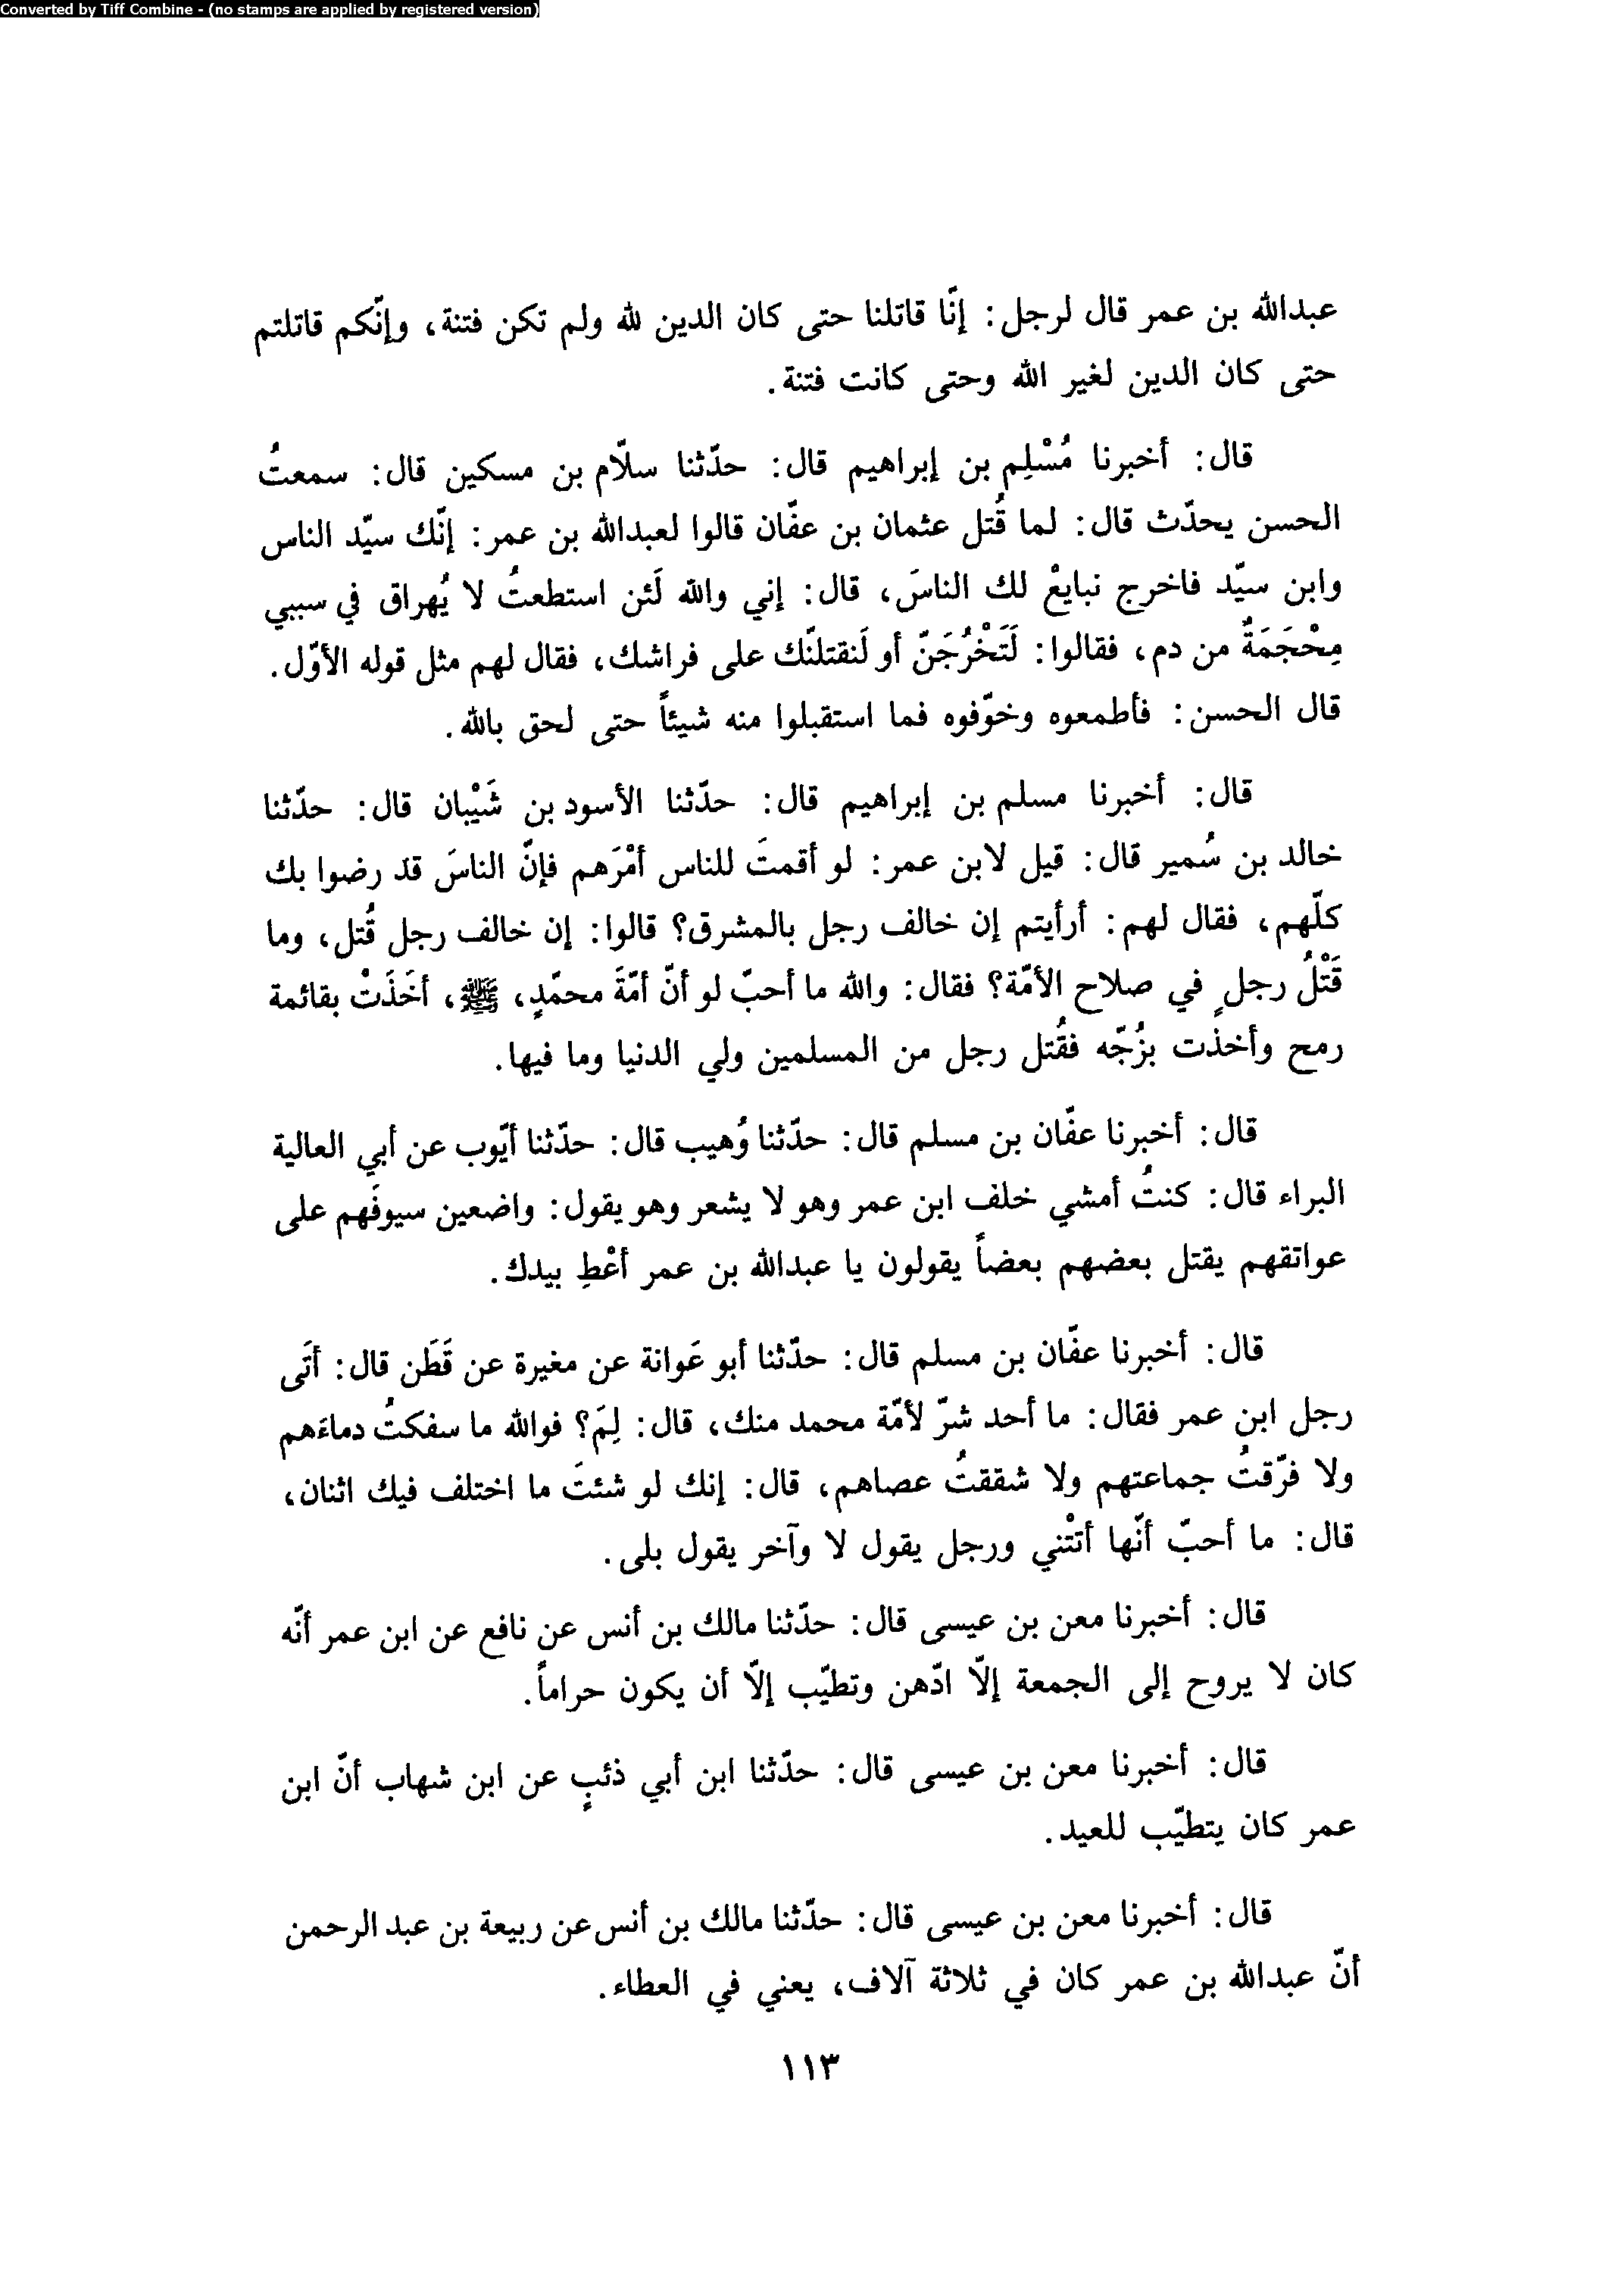 Converted by Tiff Combine - (no stamps are applied by registered version)
عبدالله بن عمر قال لرجل: إنّا قاتلنا حتى كان الدين لله ولم تكن فتنة، وإنّكم قاتلتم
حتى كان الدين لغير الله وحتى كانت فتنة.
قال: أخبرنا مُسْلِم بن إبراهيم قال: حدّثنا سلاّم بن مسكين قال: سمعتُ
الحسن يحدّث قال: لما قُتل عثمان بن عفّان قالوا لعبدالله بن عمر: إنّك سيّد الناس
وابن سيّد فاخرج نبايعْ لك الناسَ، قال: إني والله لَئن استطعتُ لا يُهراق في سببي
مِحْجَمَةٌ من دم، فقالوا: لَتَخْرُجَنّ أو لَنقتلنّك على فراشك، فقال لهم مثل قوله الأوّل.
قال الحسن: فأطمعوه وخوّفوه فما استقبلوا منه شيئاً حتى لحق بالله.
قال: أخبرنا مسلم بن إبراهيم قال: حدّثنا الأسود بن شَيْبان قال: حدّثنا
خالد بن سُمير قال: قيل لابن عمر: لو أقمتَ للناس أمْرَهم فإنّ الناسَ قد رضوا بك
كلّهم، فقال لهم: أرأيتم إن خالف رجل بالمشرق؟ قالوا: إن خالف رجل قُتل، وما
قَتْلُ رجلٍ في صلاح الأمّة؟ فقال: والله ما أحبّ لو أنّ أمّةَ محمّدٍ، ﷺ، أخَذَتْ بقائمة
رمح وأخذت بزُجّه فقُتل رجل من المسلمين ولي الدنيا وما فيها.
قال: أخبرنا عفّان بن مسلم قال: حدّثنا وُهيب قال: حدّثنا أيّوب عن أبي العالية
البراء قال: كنتُ أمشي خلف ابن عمر وهو لا يشعر وهو يقول: واضعين سيوفَهم على
عواتقهم يقتل بعضهم بعضاً يقولون يا عبدالله بن عمر أعْطِ بيدك.
قال: أخبرنا عفّان بن مسلم قال: حدّثنا أبو عَوانة عن مغيرة عن قَطَن قال: أتَى
رجل ابن عمر فقال: ما أحد شرّ لأمّة محمد منك، قال: لِمَ؟ فوالله ما سفكتُ دماءَهم
ولا فرّقتُ جماعتهم ولا شققتُ عصاهم، قال: إنك لو شئتَ ما اختلف فيك اثنان،
قال: ما أحبّ أنّها أتتْني ورجل يقول لا وآخر يقول بلى.
قال: أخبرنا معن بن عيسى قال: حدّثنا مالك بن أنس عن نافع عن ابن عمر أنّه
كان لا يروح إلى الجمعة إلاّ ادّهن وتطيّب إلاّ أن يكون حراماً.
قال: أخبرنا معن بن عيسى قال: حدّثنا ابن أبي ذئبٍ عن ابن شهاب أنّ ابن
عمر كان يتطيّب للعيد.
قال: أخبرنا معن بن عيسى قال: حدّثنا مالك بن أنس عن ربيعة بن عبد الرحمن
أنّ عبدالله بن عمر كان في ثلاثة آلاف، يعني في العطاء.
١١٣